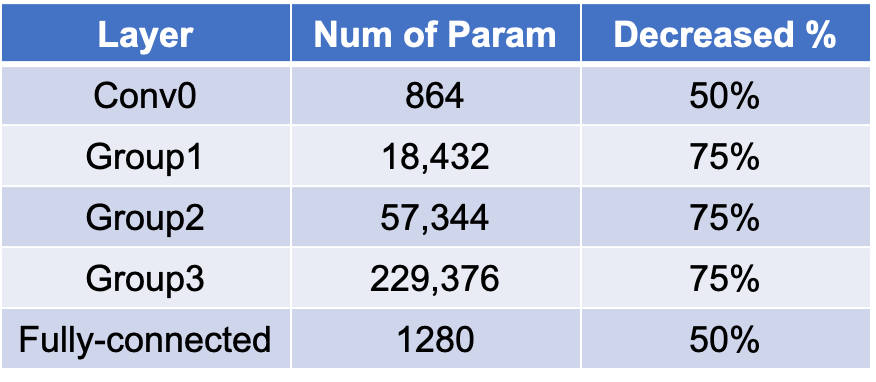 Layer Num of Param Decreased %
Conv0 864 50%
Group1 18,432 75%
Group2 57,344 75%
Group3 229,376 75%
Fully-connected 1280 50%